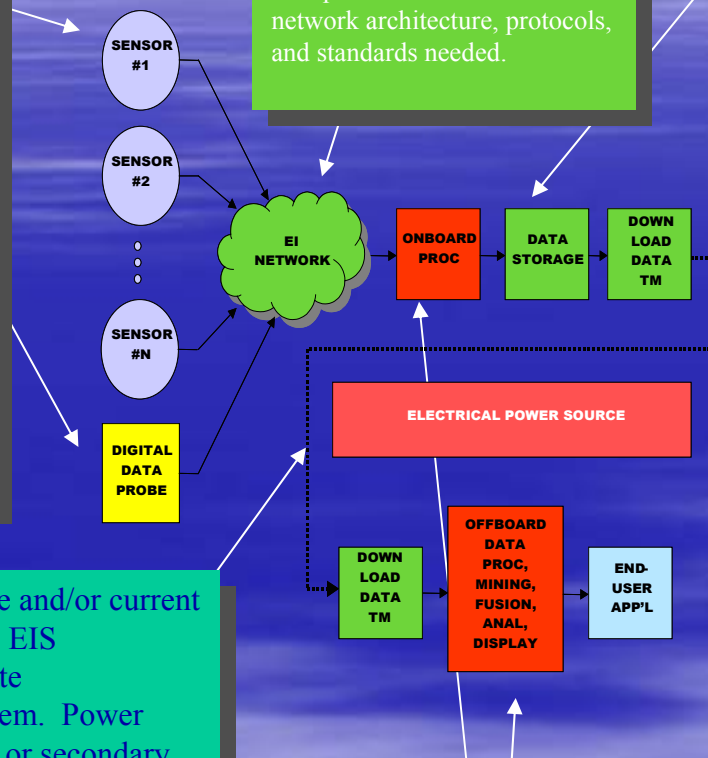 network architecture, protocols,
and standards needed.
SENSOR
#1
SENSOR
#2
SENSOR
#N
DIGITAL
DATA
PROBE
EI
NETWORK
ONBOARD
PROC
DATA
STORAGE
DOWN
LOAD
DATA
TM
ELECTRICAL POWER SOURCE
DOWN
LOAD
DATA
TM
OFFBOARD
DATA
PROC,
MINING,
FUSION,
ANAL,
DISPLAY
END-
USER
APP'L
and/or current
EIS
em. Power
or secondary